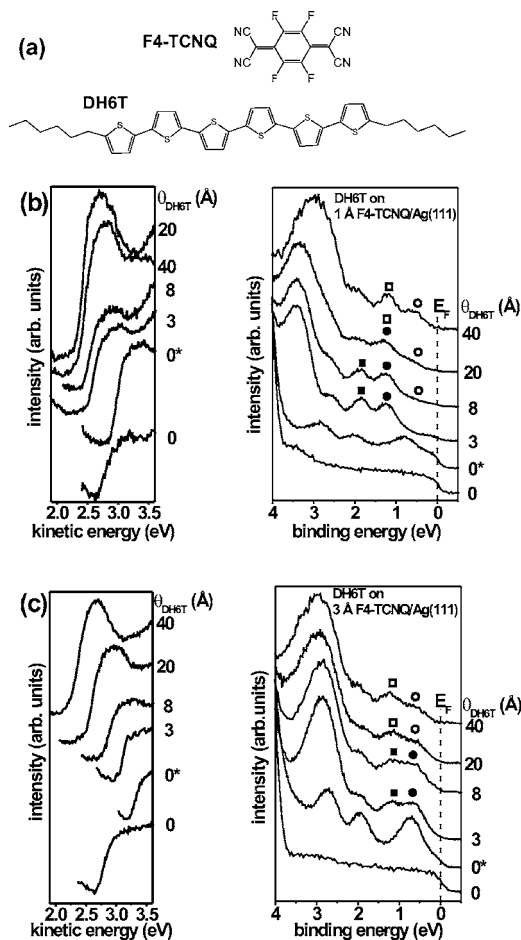 (a)
F4-TCNQ
NC F F CN
NC F F CN
DH6T
S S S
S S S
(b)
θDH6T (Å)
20
40
8
3
0*
0
intensity (arb. units)
2.0 2.5 3.0 3.5
kinetic energy (eV)
DH6T on
1 Å F4-TCNQ/Ag(111)
EF
θDH6T (Å)
40
20
8
3
0*
0
intensity (arb. units)
4 3 2 1 0
binding energy (eV)
(c)
θDH6T (Å)
40
20
8
3
0*
0
intensity (arb. units)
2.0 2.5 3.0 3.5
kinetic energy (eV)
DH6T on
3 Å F4-TCNQ/Ag(111)
EF
θDH6T (Å)
40
20
8
3
0*
0
intensity (arb. units)
4 3 2 1 0
binding energy (eV)